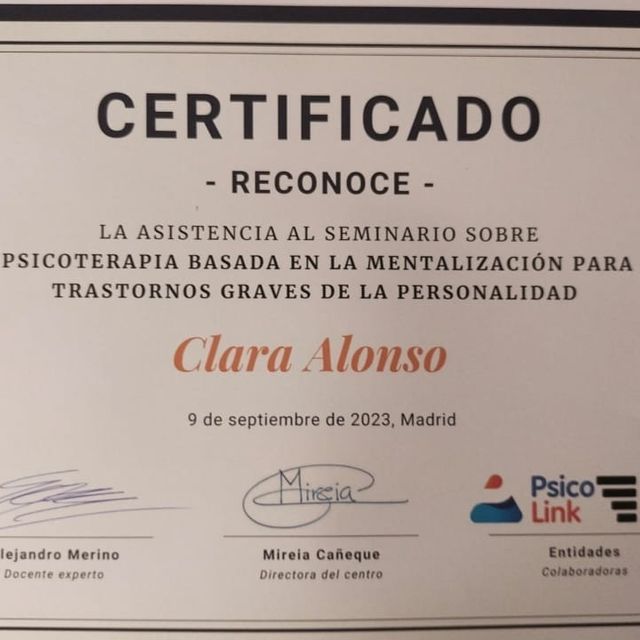 CERTIFICADO
- RECONOCE -
LA ASISTENCIA AL SEMINARIO SOBRE
PSICOTERAPIA BASADA EN LA MENTALIZACIÓN PARA
TRASTORNOS GRAVES DE LA PERSONALIDAD
Clara Alonso
9 de septiembre de 2023, Madrid
Mireia
Psico
Link
lejandro Merino
Mireia Cañeque
Entidades
Docente experto
Directora del centro
Colaboradoras